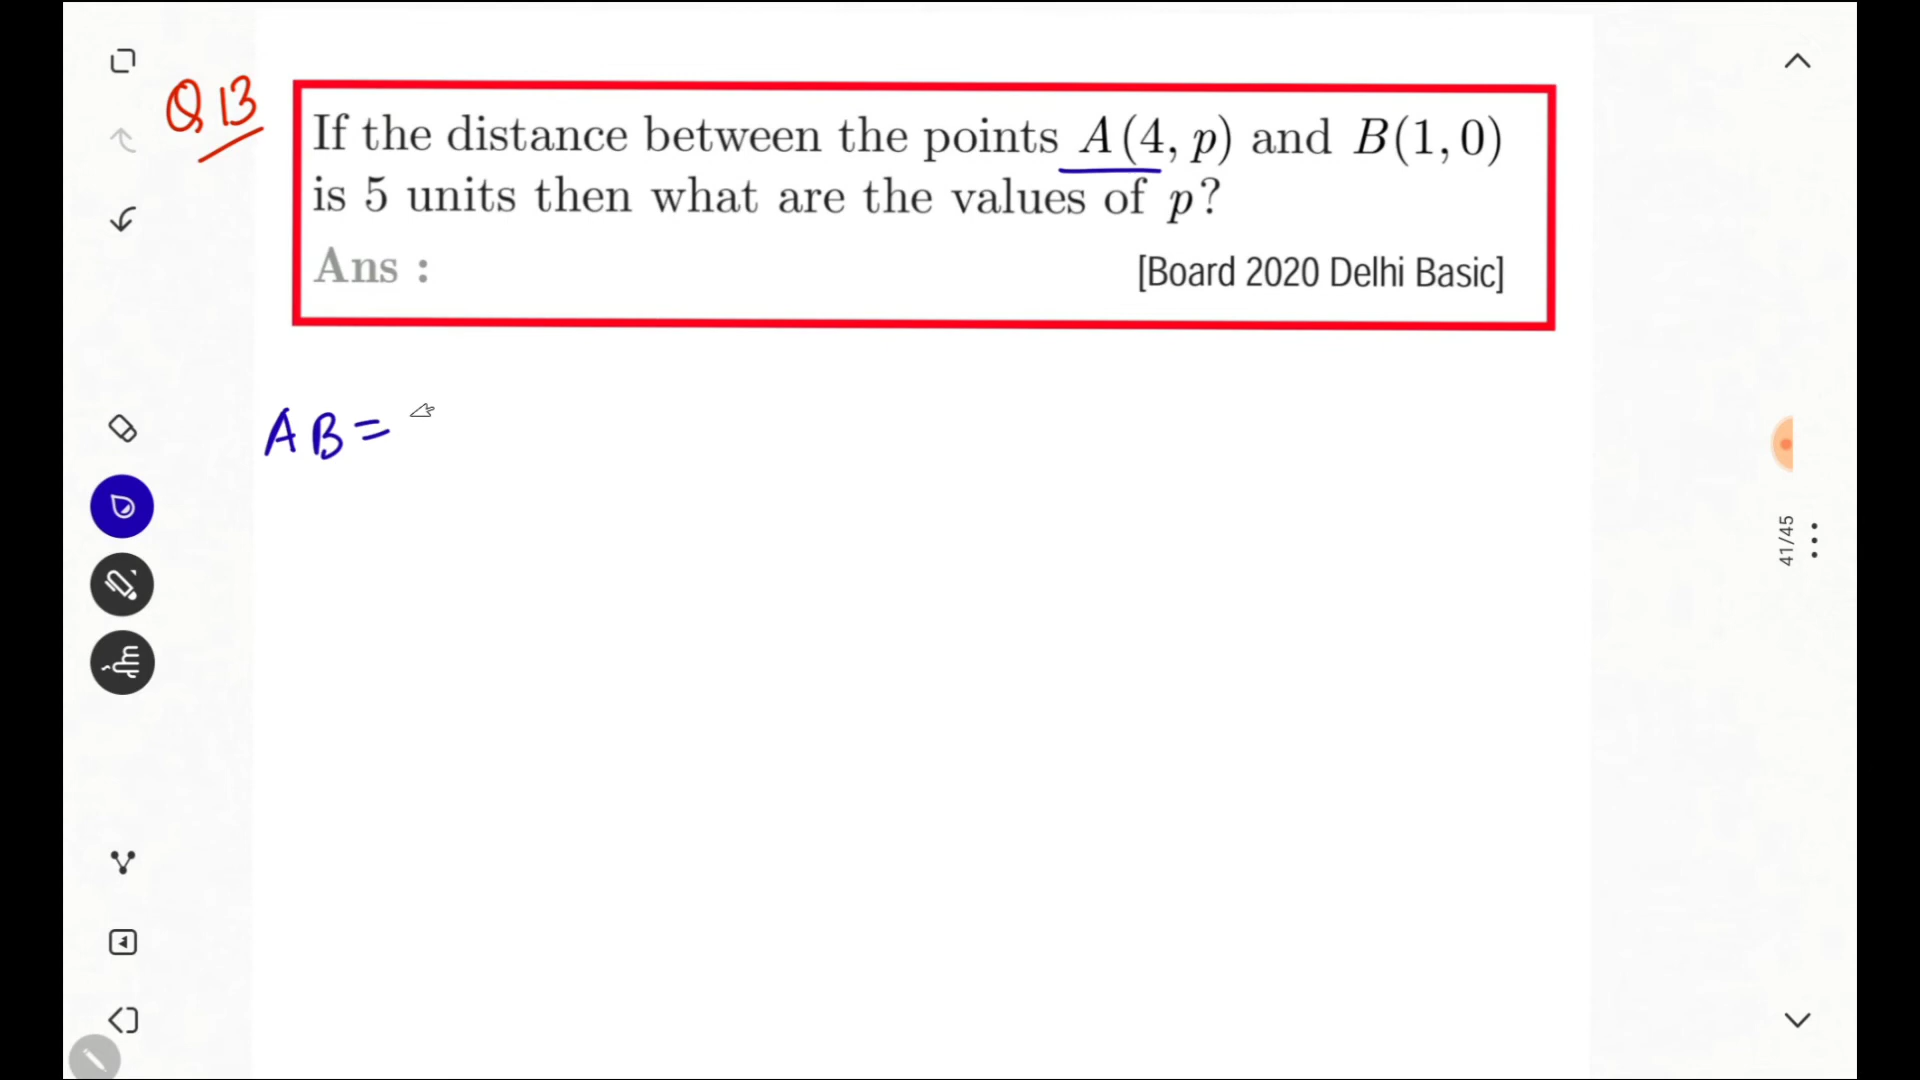 Q 13
If the distance between the points A(4, p) and B(1, 0)
is 5 units then what are the values of p?
Ans :
[Board 2020 Delhi Basic]
AB =
41/45